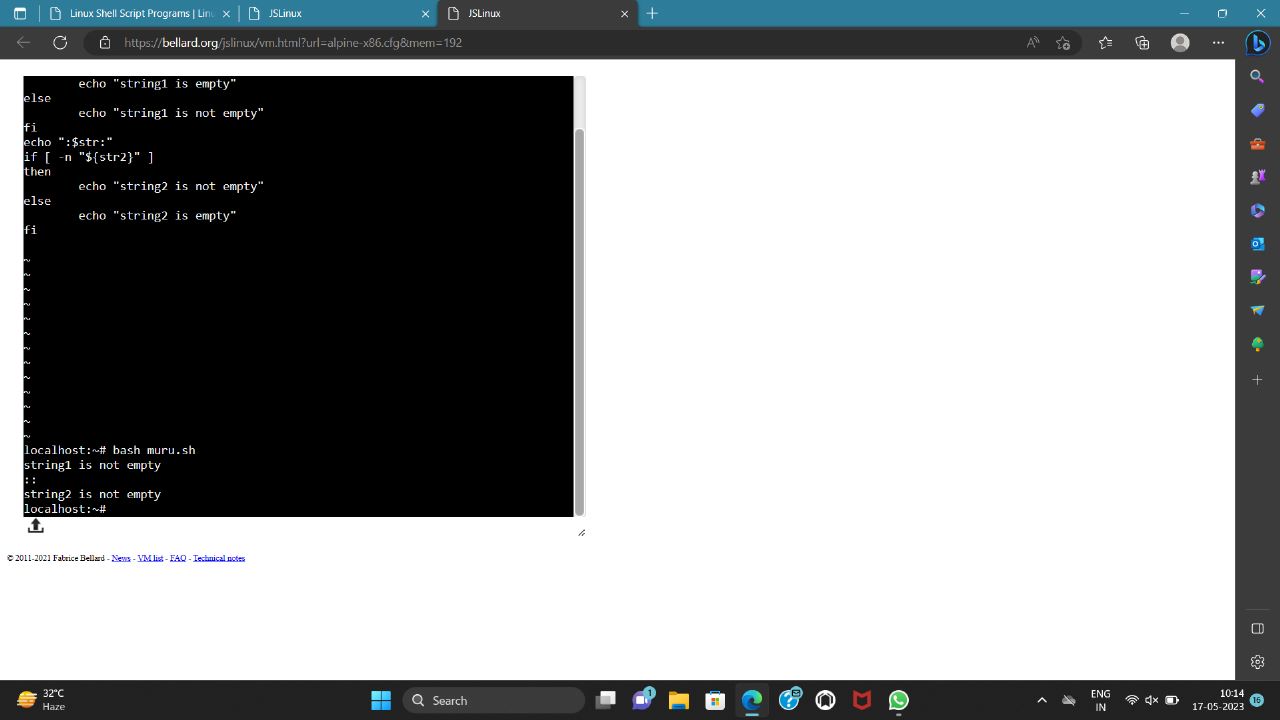 Linux Shell Script Programs | Linu
JSLinux
JSLinux
https://bellard.org/jslinux/vm.html?url=alpine-x86.cfg&mem=192
echo "string1 is empty"
else
echo "string1 is not empty"
fi
echo ":$str:"
if [ -n "${str2}" ]
then
echo "string2 is not empty"
else
echo "string2 is empty"
fi
~
~
~
~
~
~
~
~
~
~
~
~
~
localhost:~# bash muru.sh
string1 is not empty
::
string2 is not empty
localhost:~#
© 2011-2021 Fabrice Bellard - News - VM list - FAQ - Technical notes
32°C
Haze
Search
1
ENG
IN
10:14
17-05-2023
16